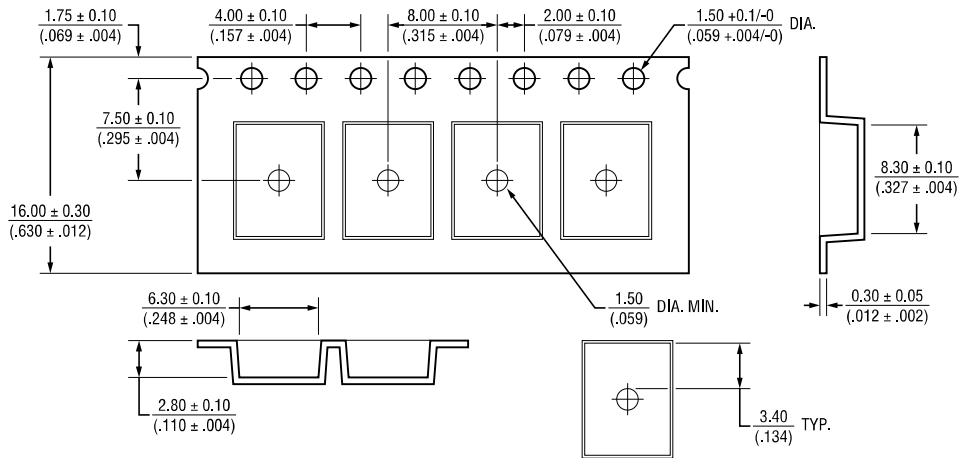 1.75 ± 0.10
(.069 ± .004)
4.00 ± 0.10
(.157 ± .004)
8.00 ± 0.10
(.315 ± .004)
2.00 ± 0.10
(.079 ± .004)
1.50 +0.1/-0 DIA.
(.059 +.004/-0)
7.50 ± 0.10
(.295 ± .004)
8.30 ± 0.10
(.327 ± .004)
16.00 ± 0.30
(.630 ± .012)
6.30 ± 0.10
(.248 ± .004)
1.50 DIA. MIN.
(.059)
0.30 ± 0.05
(.012 ± .002)
2.80 ± 0.10
(.110 ± .004)
3.40 TYP.
(.134)